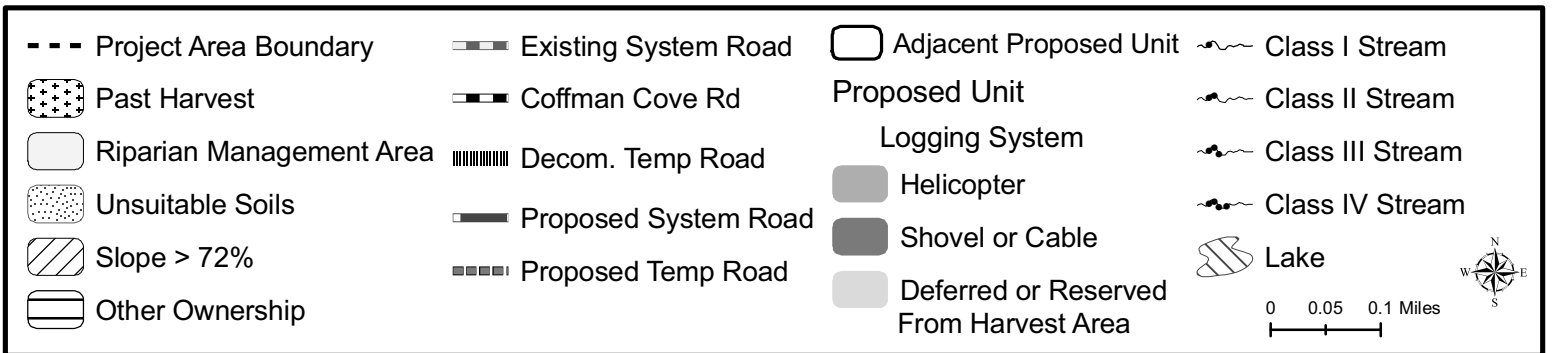 Project Area Boundary
Past Harvest
Riparian Management Area
Unsuitable Soils
Slope > 72%
Other Ownership
Existing System Road
Coffman Cove Rd
Decom. Temp Road
Proposed System Road
Proposed Temp Road
Adjacent Proposed Unit
Proposed Unit
Logging System
Helicopter
Shovel or Cable
Deferred or Reserved
From Harvest Area
Class I Stream
Class II Stream
Class III Stream
Class IV Stream
Lake
N
W E
S
0 0.05 0.1 Miles